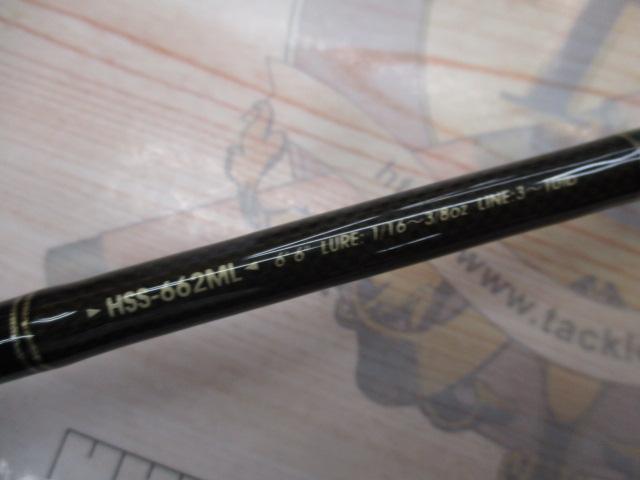 ▶ HSS-662ML ◀ 6'6" LURE: 1/16~3/8oz LINE:3~10lb
www.tackl